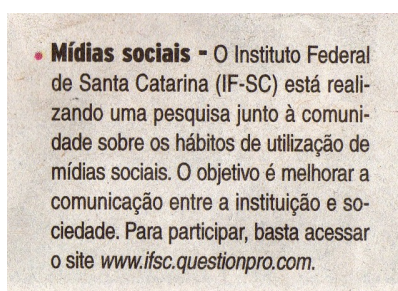 • Mídias sociais - O Instituto Federal
de Santa Catarina (IF-SC) está reali-
zando uma pesquisa junto à comuni-
dade sobre os hábitos de utilização de
mídias sociais. O objetivo é melhorar a
comunicação entre a instituição e so-
ciedade. Para participar, basta acessar
o site www.ifsc.questionpro.com.